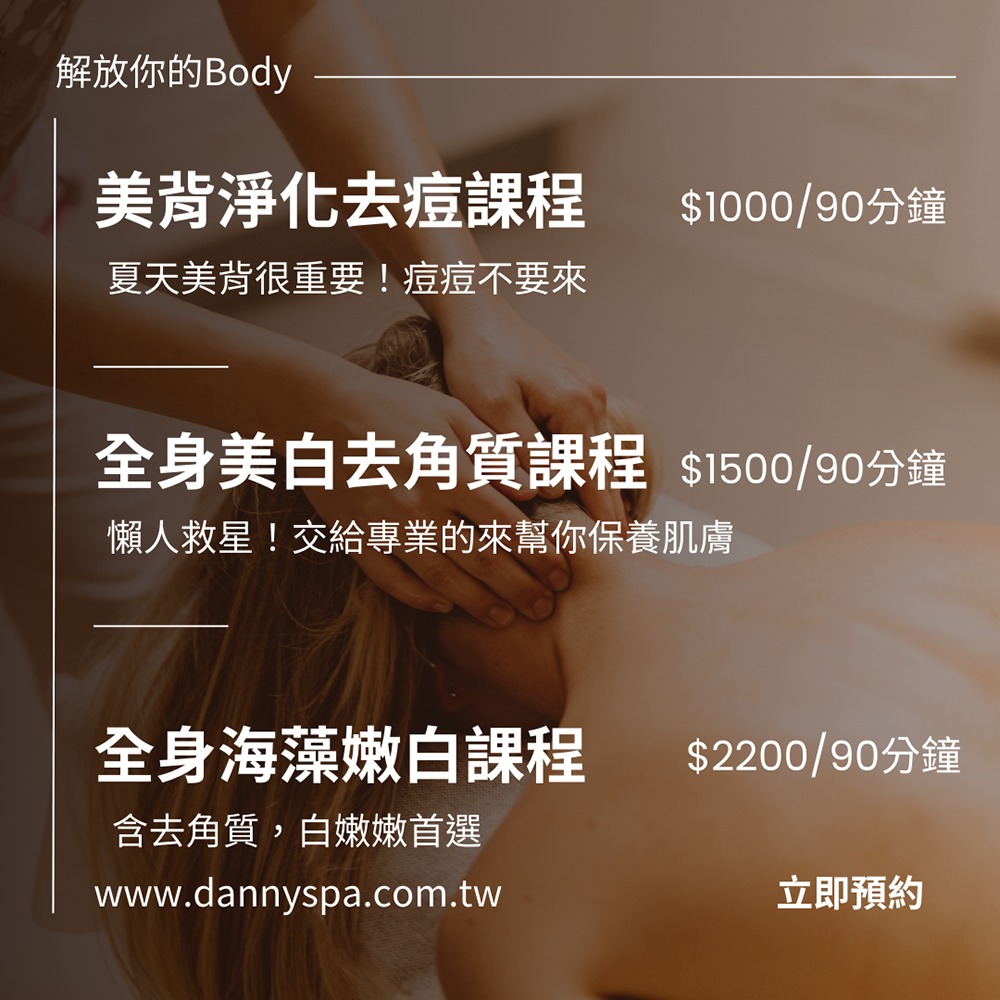 解放你的Body
美背淨化去痘課程 $1000/90分鐘
夏天美背很重要！痘痘不要來
全身美白去角質課程 $1500/90分鐘
懶人救星！交給專業的來幫你保養肌膚
全身海藻嫩白課程 $2200/90分鐘
含去角質，白嫩嫩首選
www.dannyspa.com.tw 立即預約